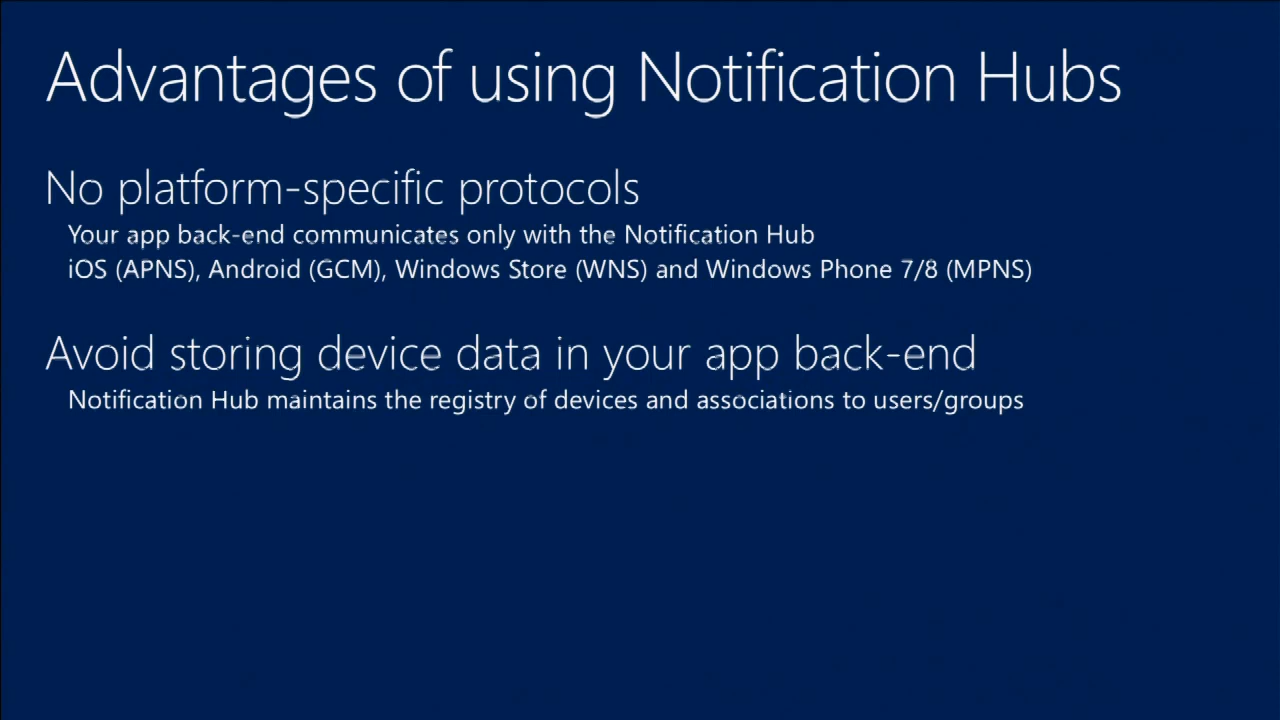 Advantages of using Notification Hubs
No platform-specific protocols
Your app back-end communicates only with the Notification Hub
iOS (APNS), Android (GCM), Windows Store (WNS) and Windows Phone 7/8 (MPNS)
Avoid storing device data in your app back-end
Notification Hub maintains the registry of devices and associations to users/groups